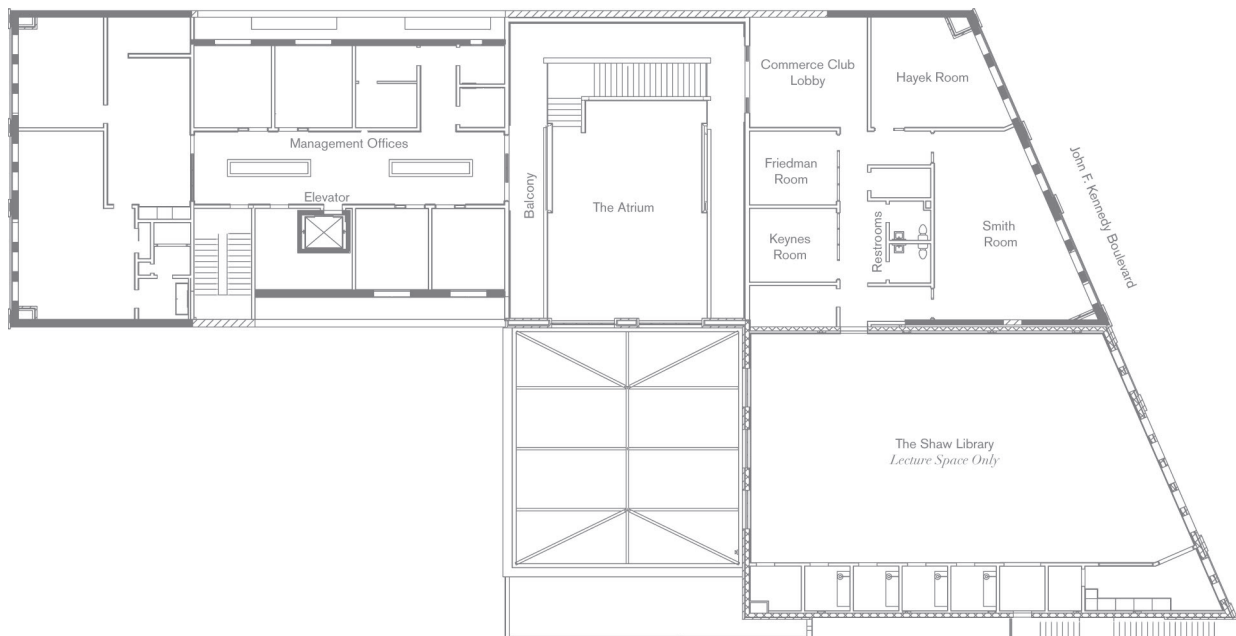 Commerce Club
Lobby
Hayek Room
Management Offices
Friedman
Room
John F. Kennedy Boulevard
Elevator
Balcony
The Atrium
Keynes
Room
Restrooms
Smith
Room
The Shaw Library
Lecture Space Only